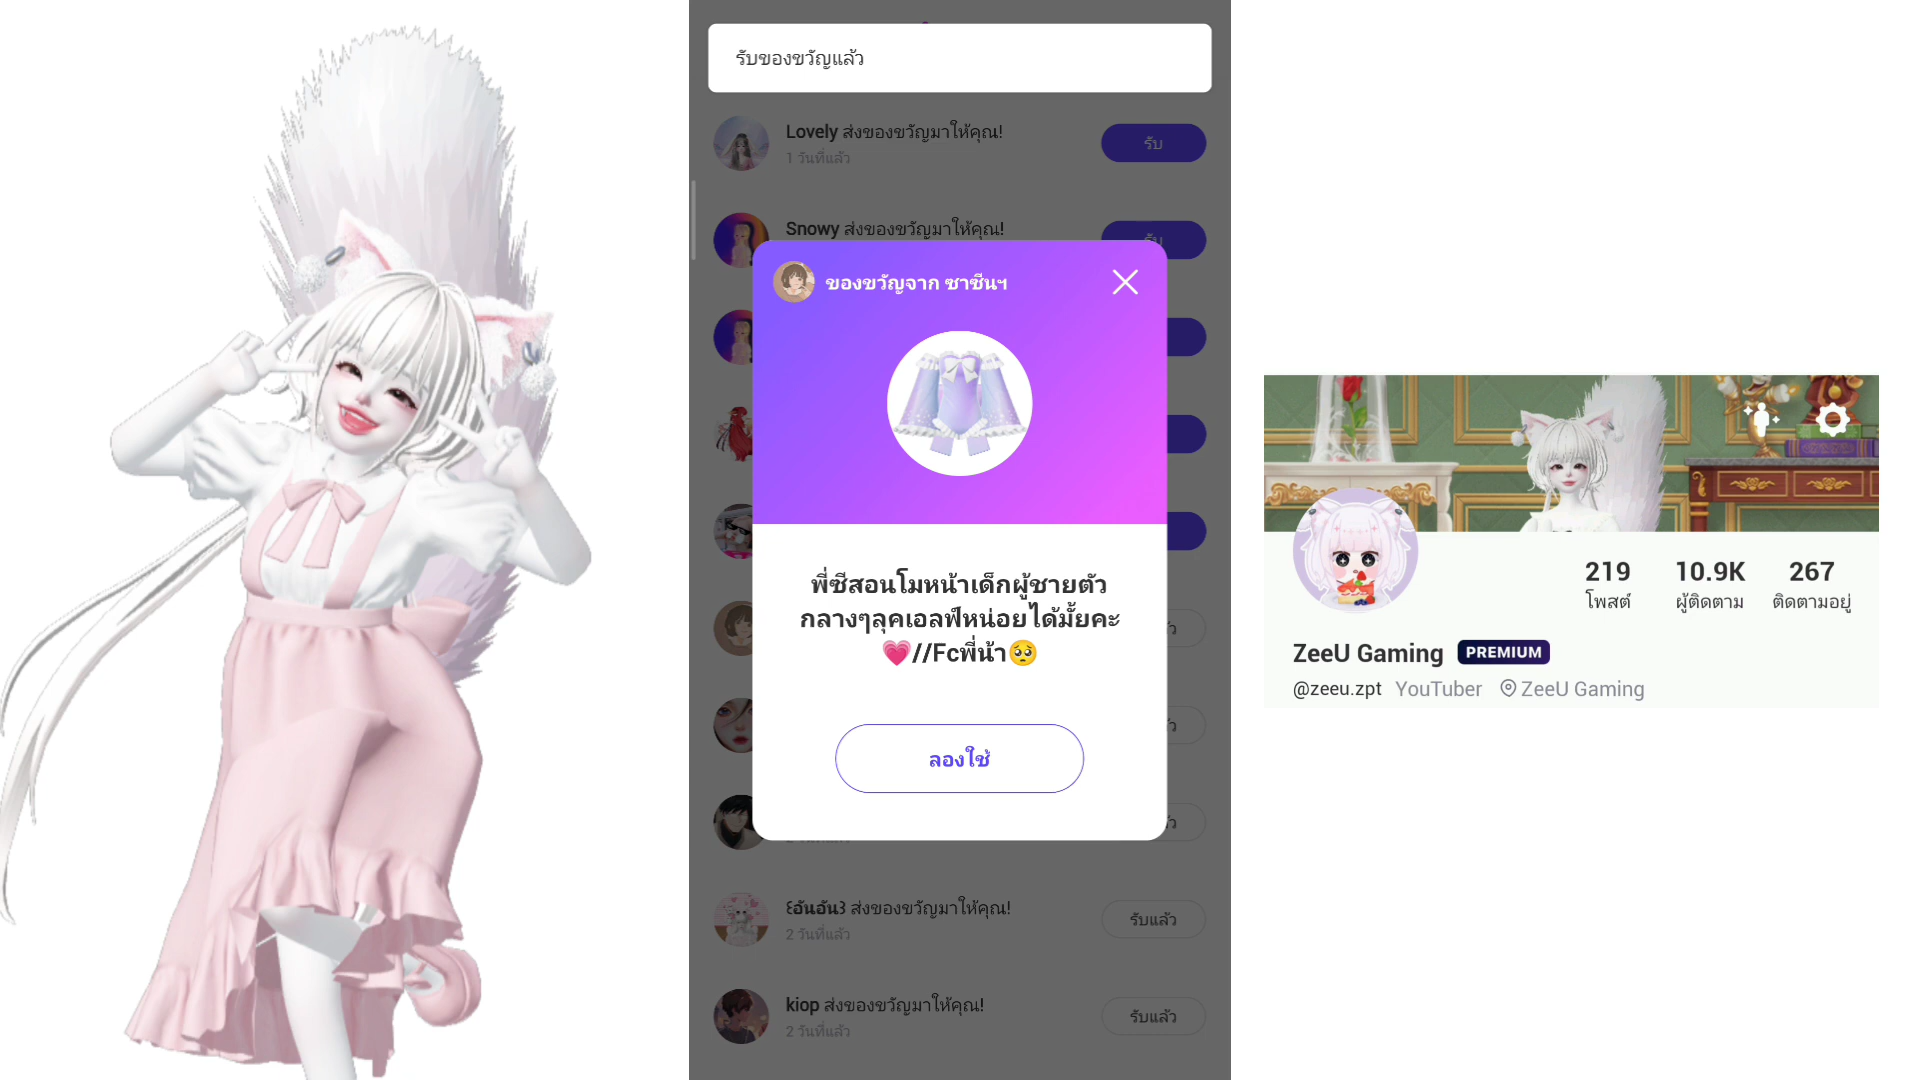 รับของขวัญแล้ว
Lovely ส่งของขวัญมาให้คุณ!
รับ
1 วันที่แล้ว
Snowy ส่งของขวัญมาให้คุณ!
รับ
ของขวัญจาก ซาซีนฯ
พี่ซีสอนโมหน้าเด็กผู้ชายตัว
กลางๆลุคเอลฟ์หน่อยได้มั้ยคะ
💗//Fcพี่น้า🥺
ลองใช้
2 วันที่แล้ว
꒰อันอัน꒱ ส่งของขวัญมาให้คุณ!
รับแล้ว
2 วันที่แล้ว
kiop ส่งของขวัญมาให้คุณ!
รับแล้ว
2 วันที่แล้ว
219
10.9K
267
โพสต์
ผู้ติดตาม
ติดตามอยู่
ZeeU Gaming PREMIUM
@zeeu.zpt YouTuber ZeeU Gaming